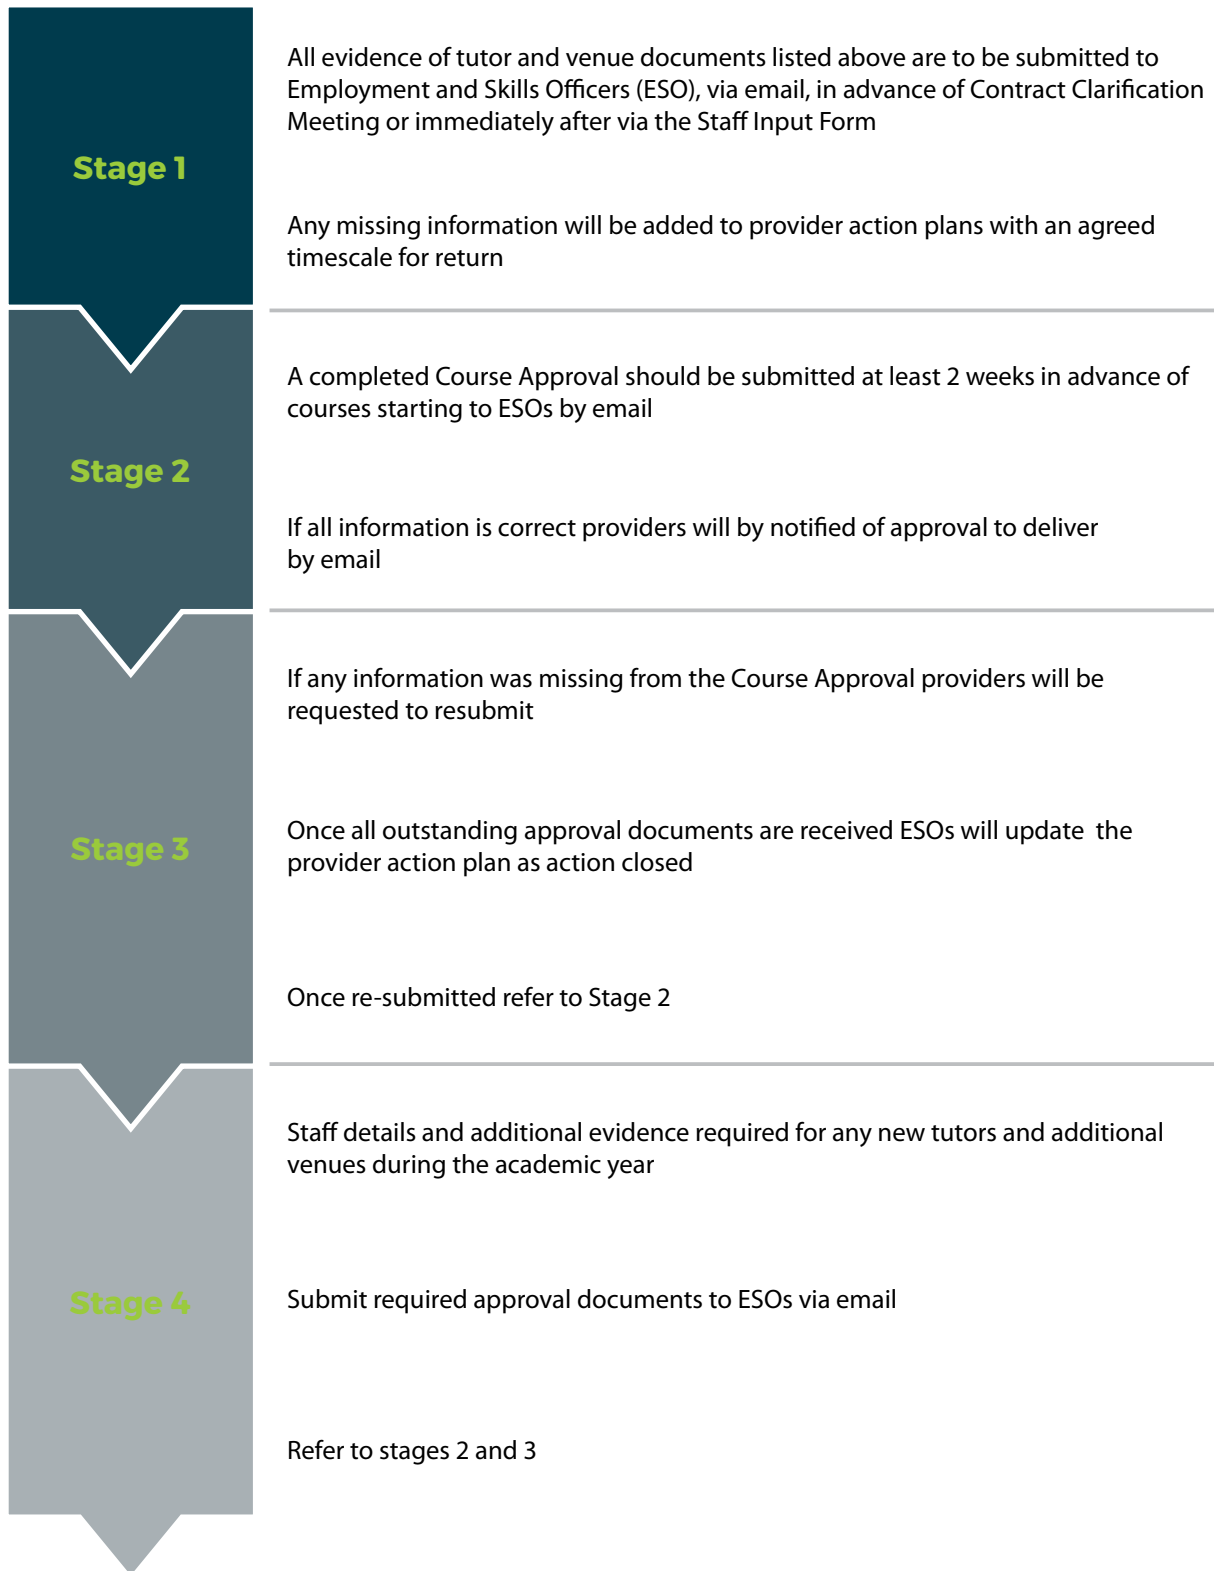 Stage 1
All evidence of tutor and venue documents listed above are to be submitted to
Employment and Skills Officers (ESO), via email, in advance of Contract Clarification
Meeting or immediately after via the Staff Input Form
Any missing information will be added to provider action plans with an agreed
timescale for return
Stage 2
A completed Course Approval should be submitted at least 2 weeks in advance of
courses starting to ESOs by email
If all information is correct providers will by notified of approval to deliver
by email
Stage 3
If any information was missing from the Course Approval providers will be
requested to resubmit
Once all outstanding approval documents are received ESOs will update  the
provider action plan as action closed
Once re-submitted refer to Stage 2
Stage 4
Staff details and additional evidence required for any new tutors and additional
venues during the academic year
Submit required approval documents to ESOs via email
Refer to stages 2 and 3